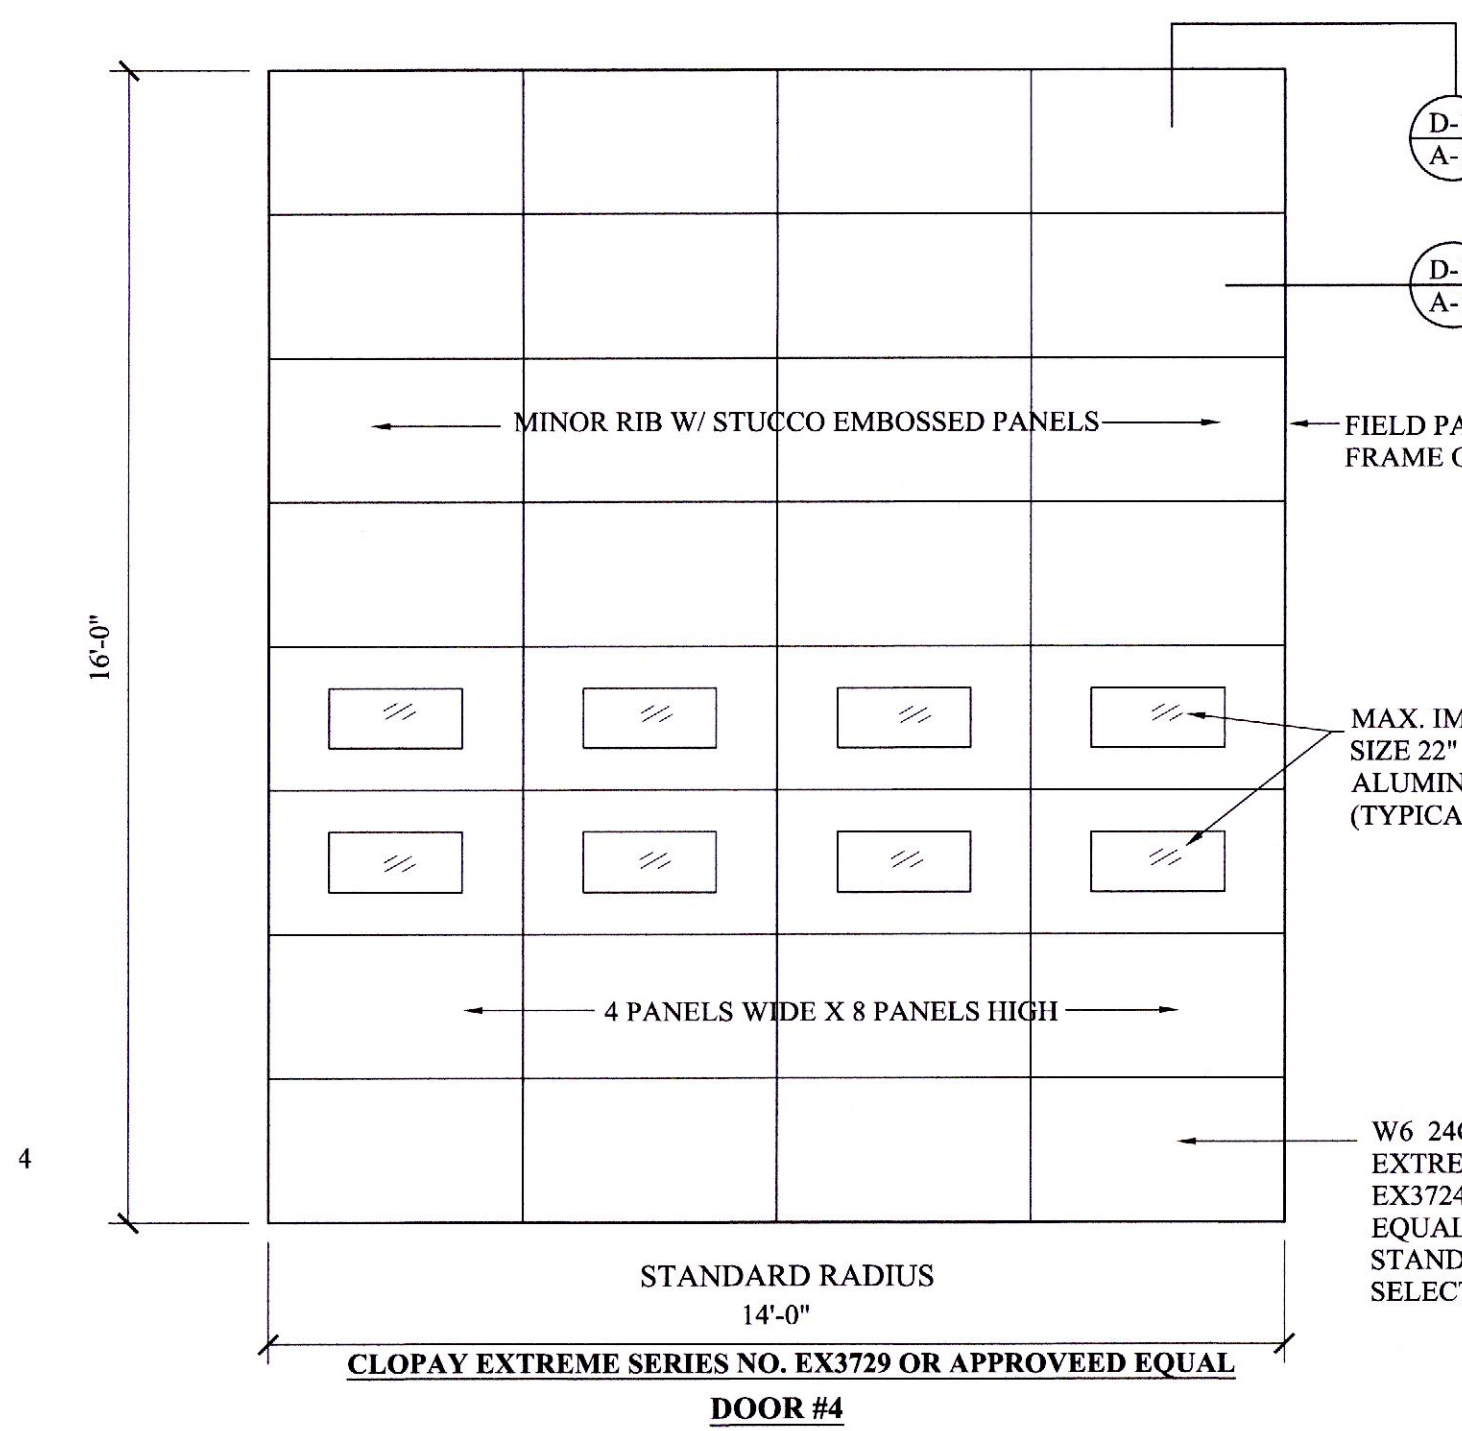 D-
A-
D-
A-
MINOR RIB W/ STUCCO EMBOSSED PANELS
FIELD PA
FRAME
16'-0"
MAX. IM
SIZE 22"
ALUMIN
(TYPICA
4 PANELS WIDE X 8 PANELS HIGH
4
W6 24
EXTRE
EX3724
EQUAL
STAND
SELECT
STANDARD RADIUS
14'-0"
CLOPAY EXTREME SERIES NO. EX3729 OR APPROVEED EQUAL
DOOR #4